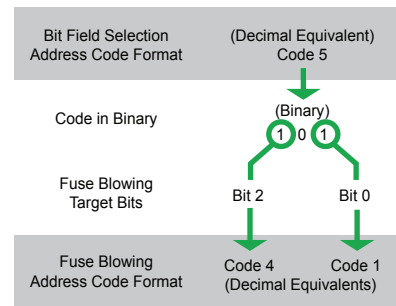 Bit Field Selection
Address Code Format
(Decimal Equivalent)
Code 5
Code in Binary
(Binary)
1 0 1
Fuse Blowing
Target Bits
Bit 2
Bit 0
Fuse Blowing
Address Code Format
Code 4
Code 1
(Decimal Equivalents)